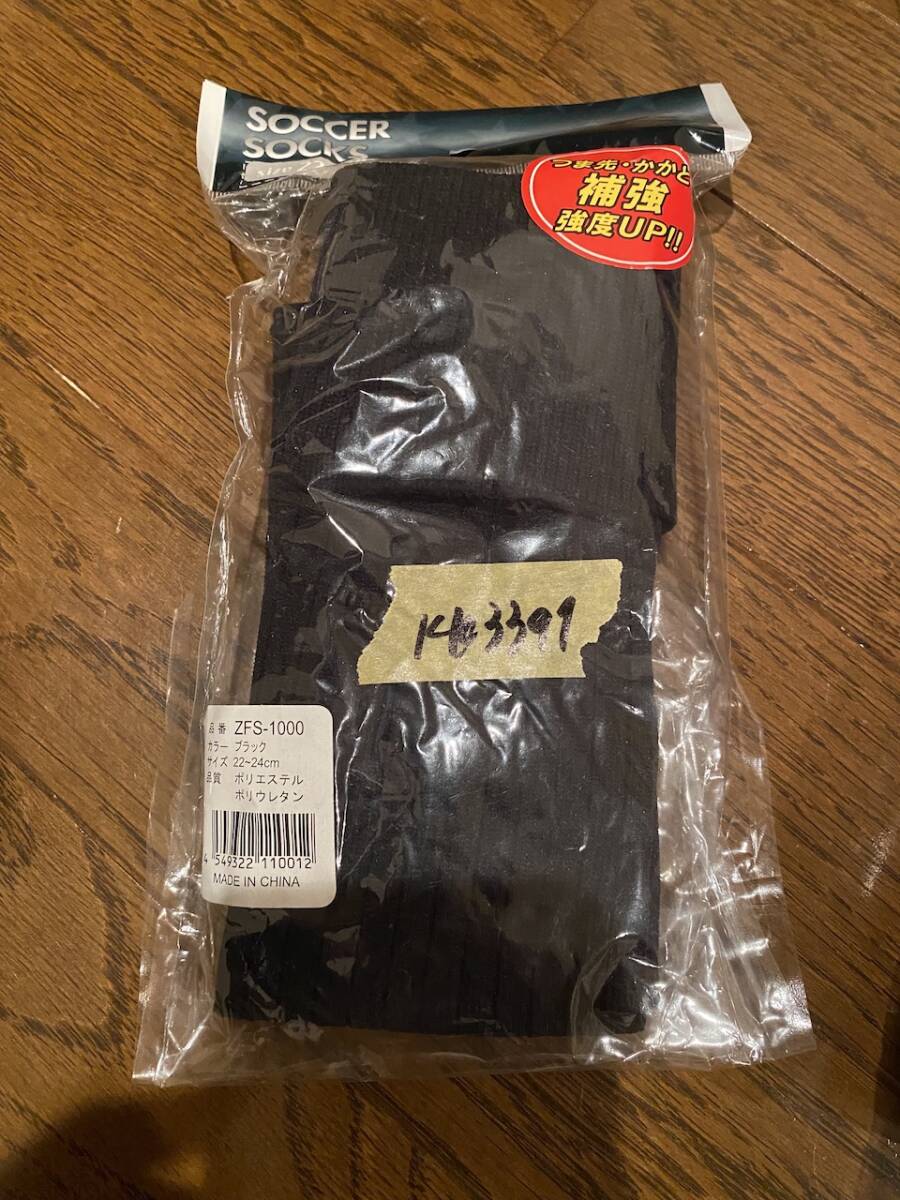 SOCCER
SOCKS
size
つま先・かかと
補強
強度UP!!
品番 ZFS-1000
カラー ブラック
サイズ 22~24cm
品質 ポリエステル
ポリウレタン
4 549322 110012
MADE IN CHINA